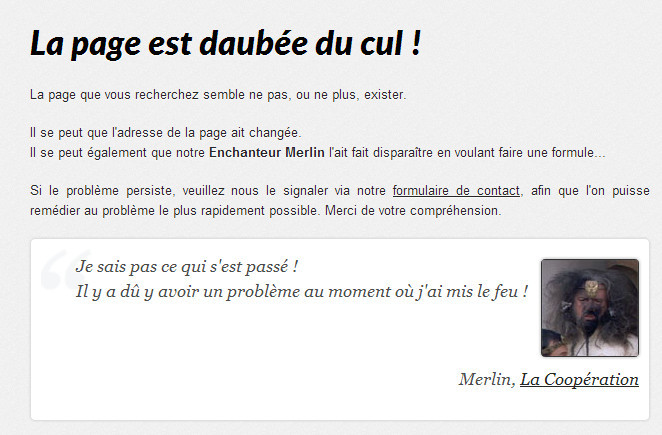 La page est daubée du cul !
La page que vous recherchez semble ne pas, ou ne plus, exister.
Il se peut que l'adresse de la page ait changée.
Il se peut également que notre Enchanteur Merlin l'ait fait disparaître en voulant faire une formule...
Si le problème persiste, veuillez nous le signaler via notre formulaire de contact, afin que l'on puisse
remédier au problème le plus rapidement possible. Merci de votre compréhension.
“
Je sais pas ce qui s'est passé !
Il y a dû y avoir un problème au moment où j'ai mis le feu !
Merlin, La Coopération